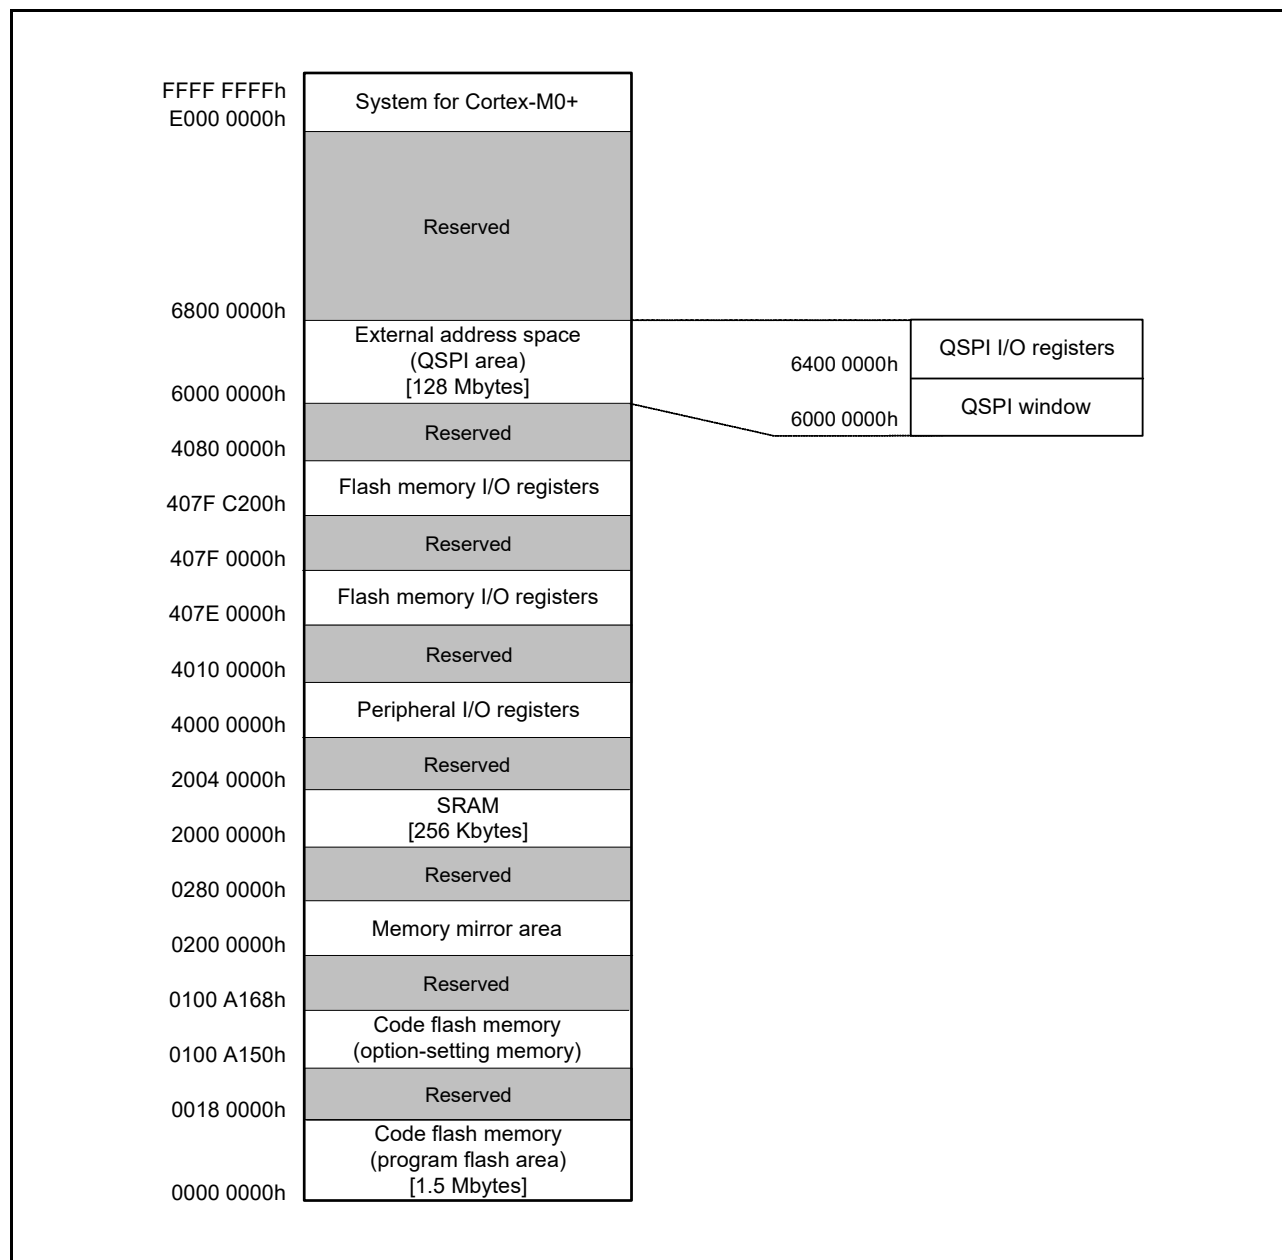 FFFF FFFFh
System for Cortex-M0+
E000 0000h
Reserved
6800 0000h
External address space
(QSPI area)
[128 Mbytes]
6000 0000h
QSPI I/O registers
6400 0000h
QSPI window
6000 0000h
Reserved
4080 0000h
Flash memory I/O registers
407F C200h
Reserved
407F 0000h
Flash memory I/O registers
407E 0000h
Reserved
4010 0000h
Peripheral I/O registers
4000 0000h
Reserved
2004 0000h
SRAM
[256 Kbytes]
2000 0000h
Reserved
0280 0000h
Memory mirror area
0200 0000h
Reserved
0100 A168h
Code flash memory
(option-setting memory)
0100 A150h
Reserved
0018 0000h
Code flash memory
(program flash area)
[1.5 Mbytes]
0000 0000h